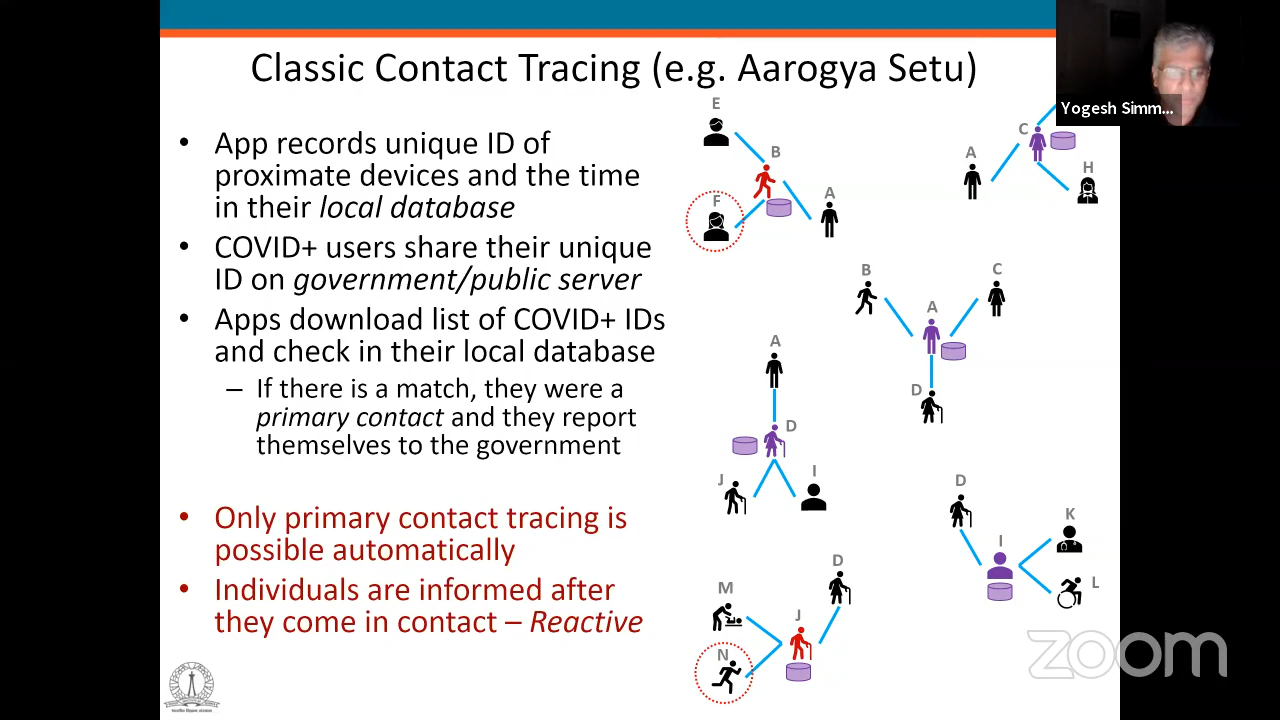 Classic Contact Tracing (e.g. Aarogya Setu)
Yogesh Simm...
• App records unique ID of
proximate devices and the time
in their local database
• COVID+ users share their unique
ID on government/public server
• Apps download list of COVID+ IDs
and check in their local database
– If there is a match, they were a
primary contact and they report
themselves to the government
• Only primary contact tracing is
possible automatically
• Individuals are informed after
they come in contact – Reactive
E
B
F
A
C
A
H
B
C
A
D
A
D
J
I
D
K
I
L
D
M
J
N
zoom